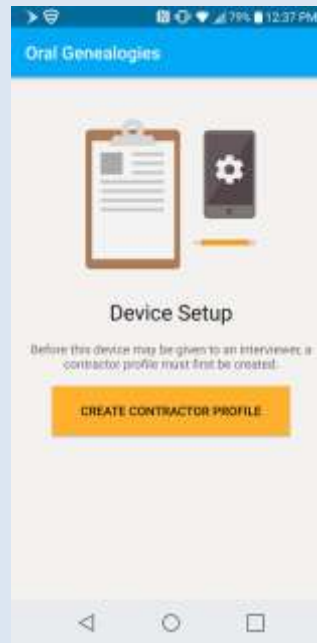 79% 12:37 PM
Oral Genealogies
Device Setup
Before this device may be given to an interviewer, a
contractor profile must first be created.
CREATE CONTRACTOR PROFILE